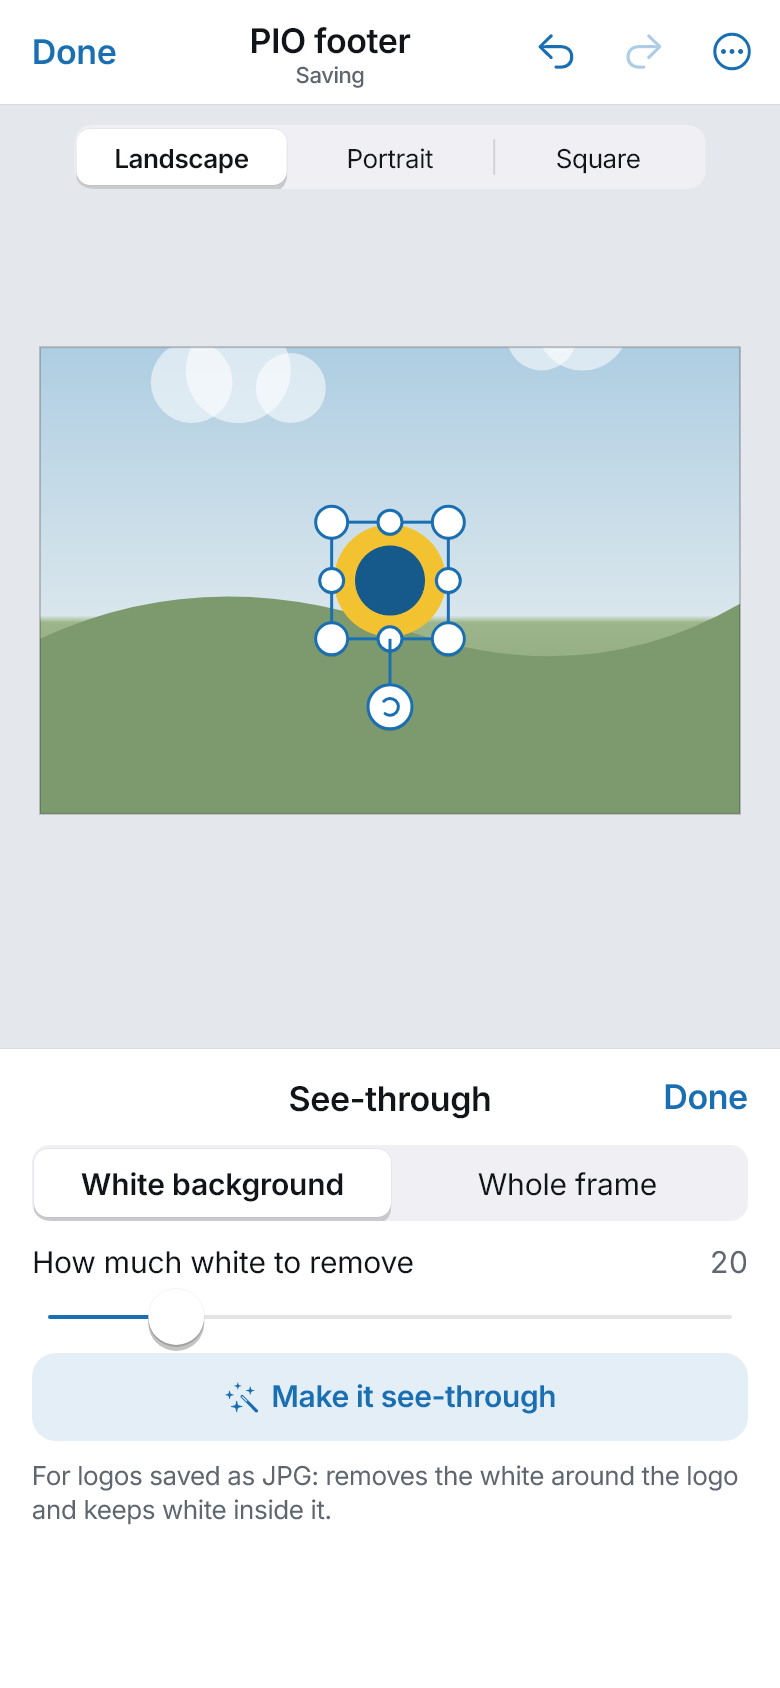 Done
PIO footer
Saving
Landscape
Portrait
Square
See-through
Done
White background
Whole frame
How much white to remove
20
Make it see-through
For logos saved as JPG: removes the white around the logo
and keeps white inside it.